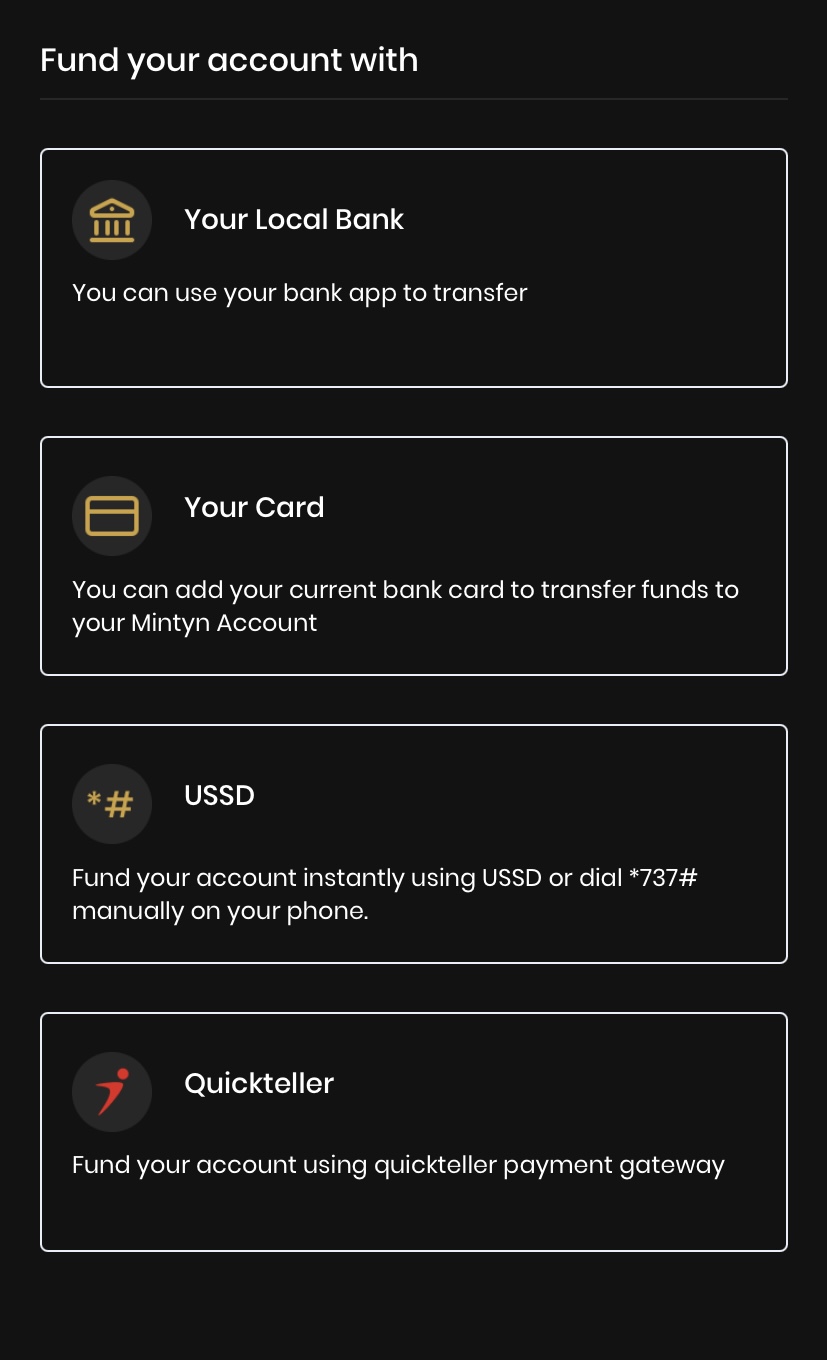 Fund your account with
Your Local Bank
You can use your bank app to transfer
Your Card
You can add your current bank card to transfer funds to
your Mintyn Account
*#
USSD
Fund your account instantly using USSD or dial *737#
manually on your phone.
Quickteller
Fund your account using quickteller payment gateway